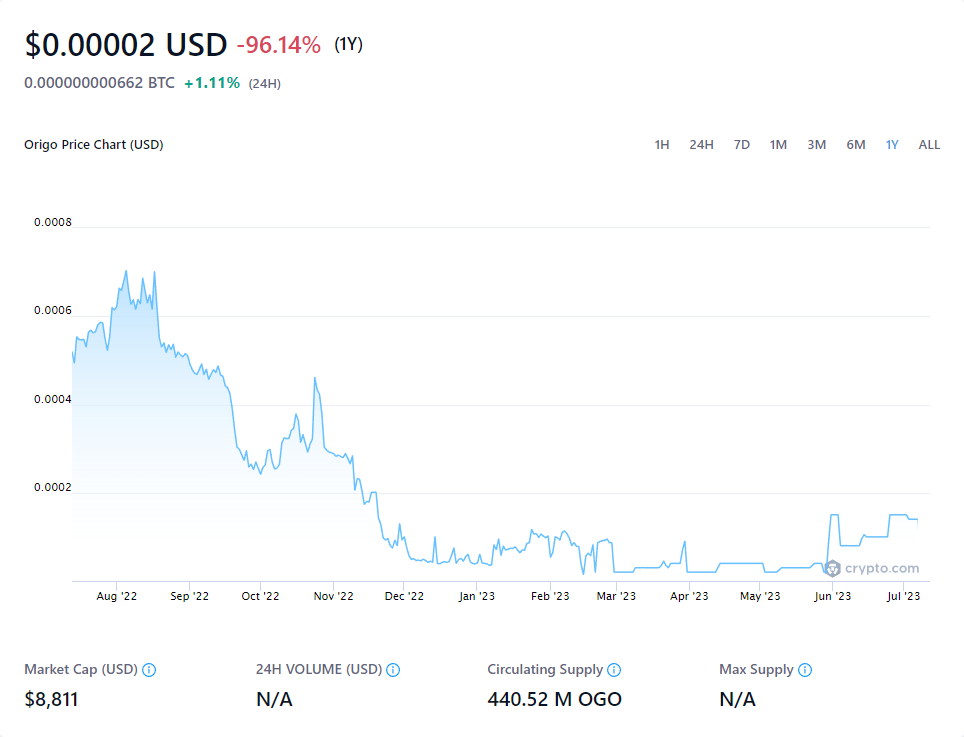 $0.00002 USD -96.14% (1Y)
0.000000000662 BTC +1.11% (24H)
Origo Price Chart (USD) 1H 24H 7D 1M 3M 6M 1Y ALL
0.0008
0.0006
0.0004
0.0002
crypto.com
Aug '22 Sep '22 Oct '22 Nov '22 Dec '22 Jan '23 Feb '23 Mar '23 Apr '23 May '23 Jun '23 Jul '23
Market Cap (USD) 24H VOLUME (USD) Circulating Supply Max Supply
$8,811 N/A 440.52 M OGO N/A